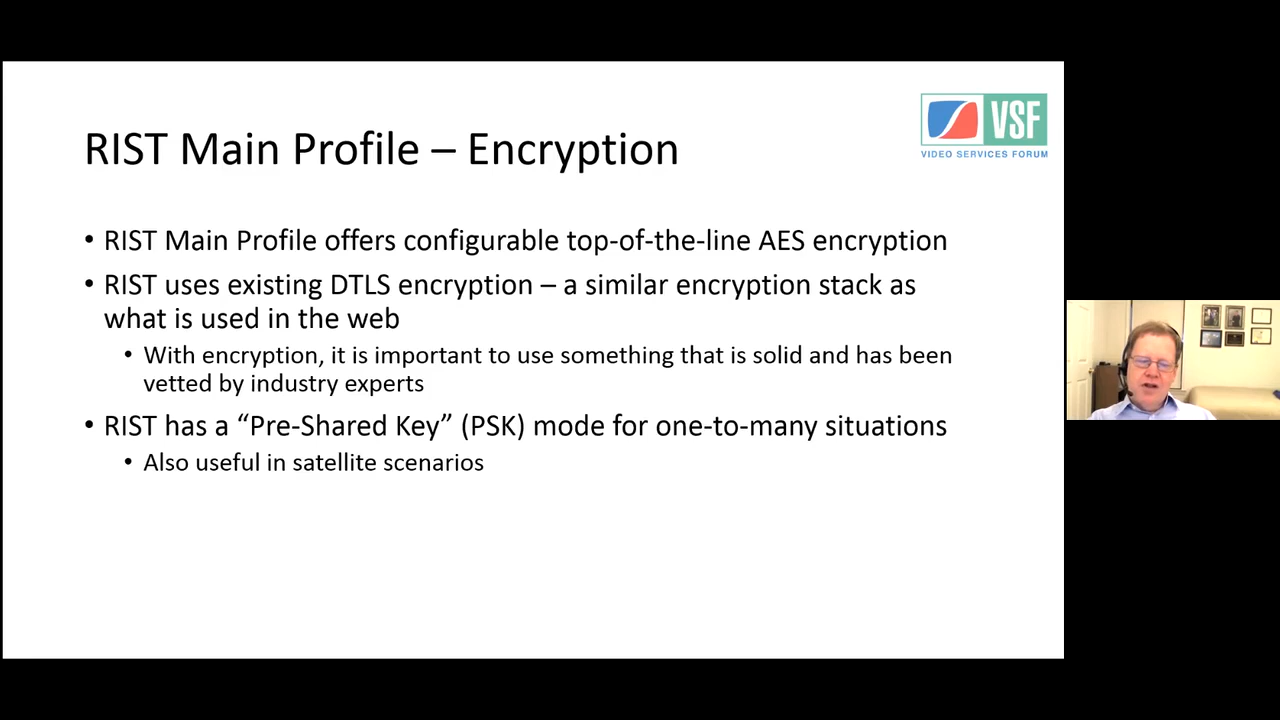 VSF
VIDEO SERVICES FORUM
RIST Main Profile – Encryption
• RIST Main Profile offers configurable top-of-the-line AES encryption
• RIST uses existing DTLS encryption – a similar encryption stack as
what is used in the web
• With encryption, it is important to use something that is solid and has been
vetted by industry experts
• RIST has a “Pre-Shared Key” (PSK) mode for one-to-many situations
• Also useful in satellite scenarios